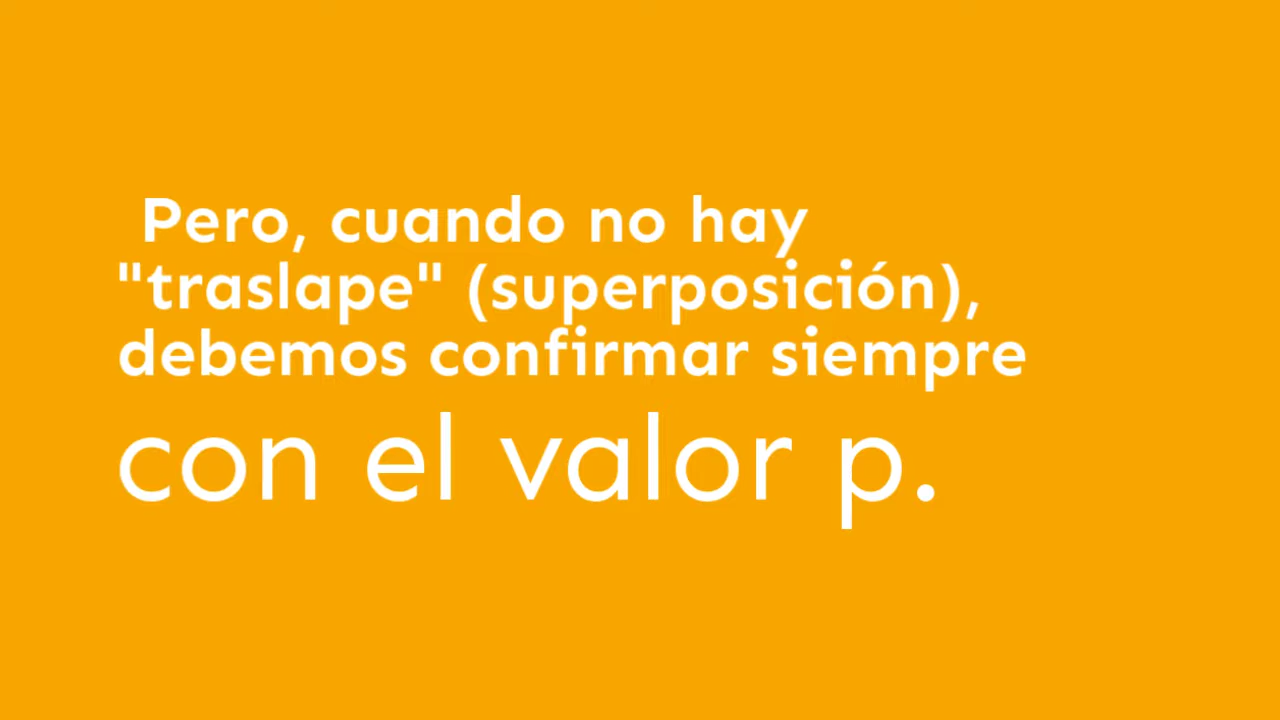 Pero, cuando no hay
"traslape" (superposición),
debemos confirmar siempre
con el valor p.